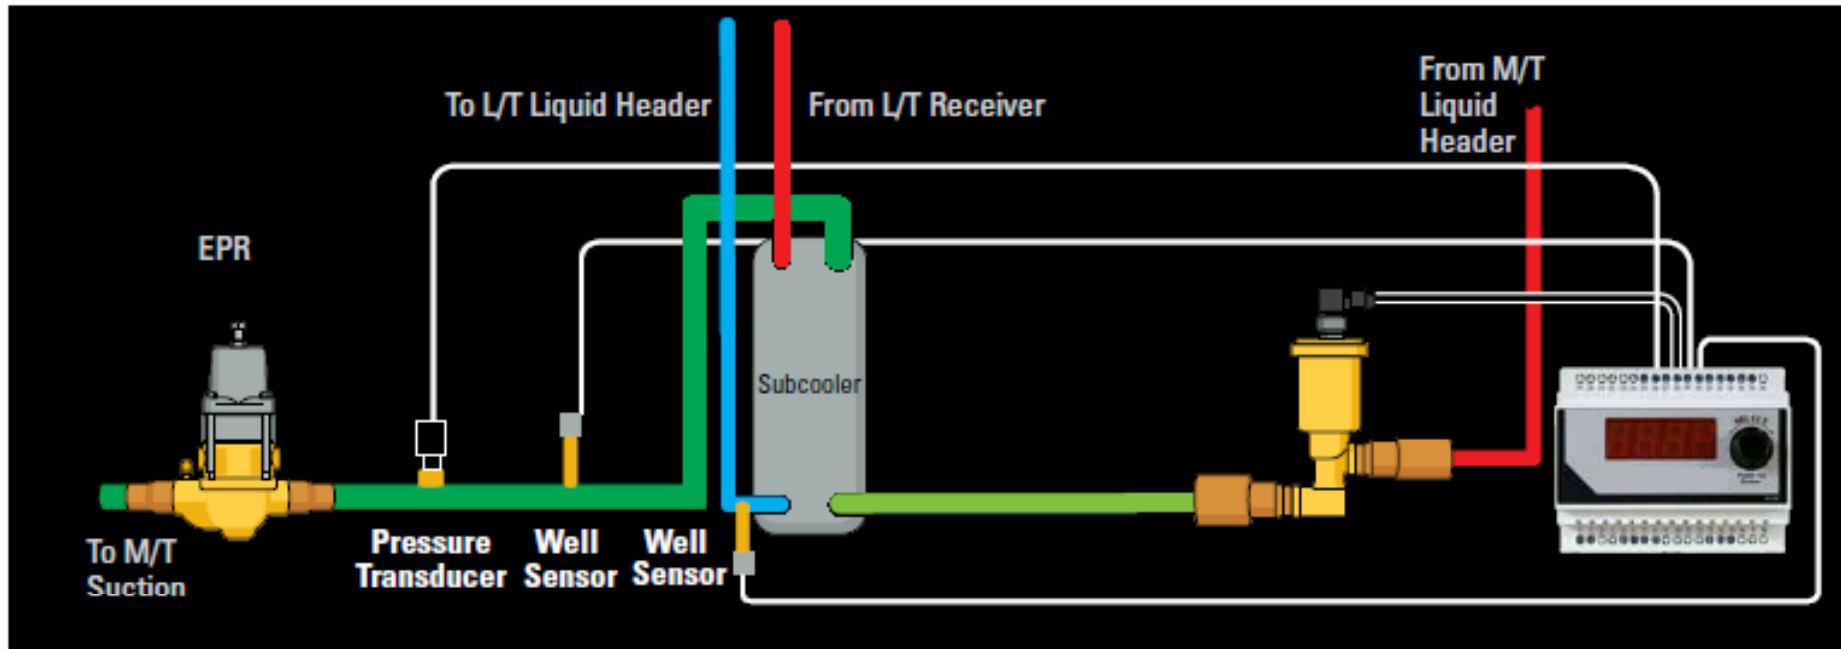 To L/T Liquid Header
From L/T Receiver
From M/T
Liquid
Header
EPR
Subcooler
To M/T
Suction
Pressure
Transducer
Well
Sensor
Well
Sensor